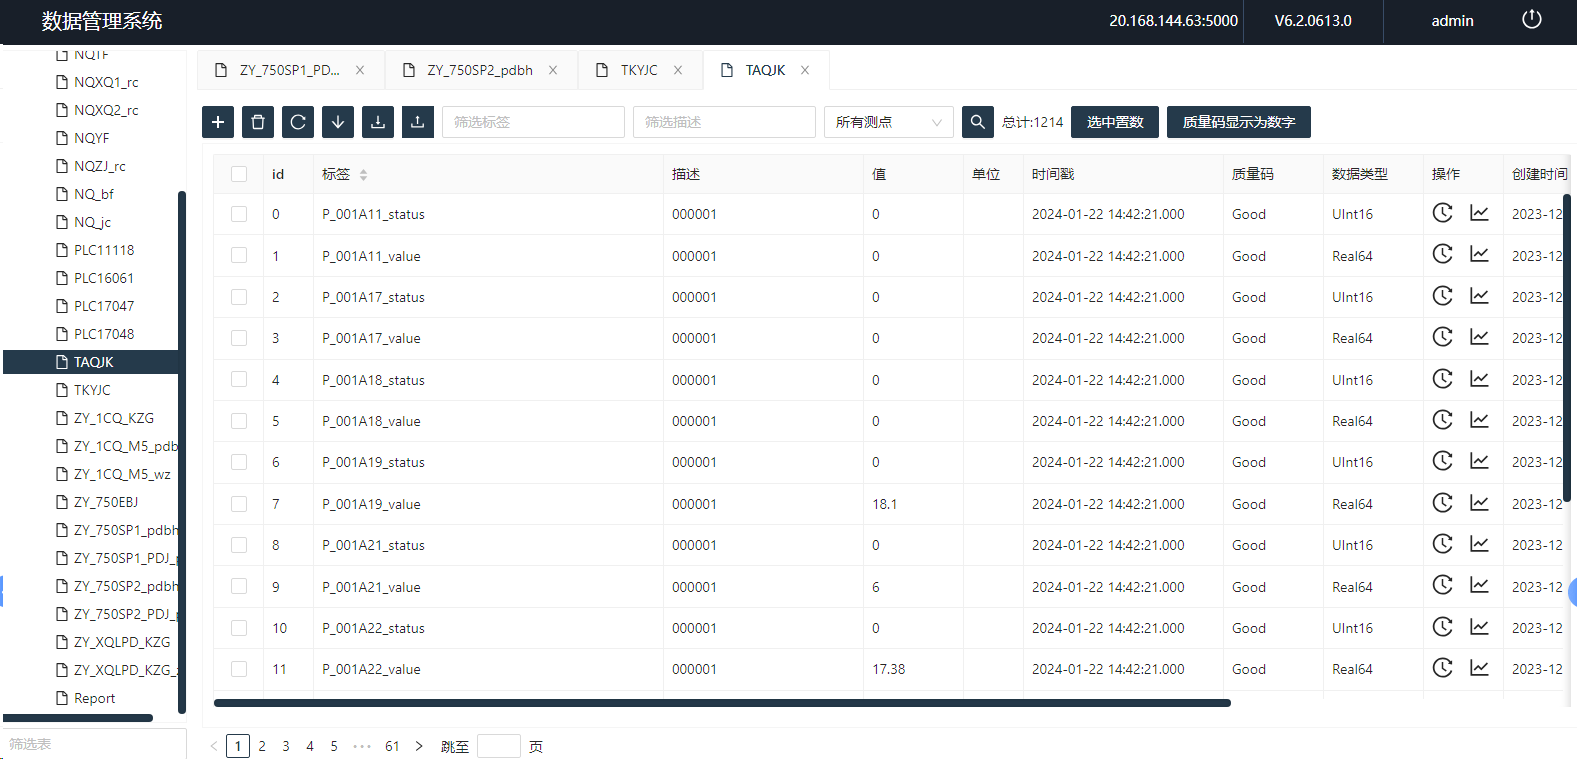 数据管理系统
20.168.144.63:5000
V6.2.0613.0
admin
NQTF
NQXQ1_rc
NQXQ2_rc
NQYF
NQZJ_rc
NQ_bf
NQ_jc
PLC11118
PLC16061
PLC17047
PLC17048
TAQJK
TKYJC
ZY_1CQ_KZG
ZY_1CQ_M5_pdb
ZY_1CQ_M5_wz
ZY_750EBJ
ZY_750SP1_pdbh
ZY_750SP1_PDJ_
ZY_750SP2_pdbh
ZY_750SP2_PDJ_
ZY_XQLPD_KZG
ZY_XQLPD_KZG_
Report
筛选表
ZY_750SP1_PD...
ZY_750SP2_pdbh
TKYJC
TAQJK
筛选标签
筛选描述
所有测点
总计:1214
选中置数
质量码显示为数字
id 标签 描述 值 单位 时间戳 质量码 数据类型 操作 创建时间
0 P_001A11_status 000001 0 2024-01-22 14:42:21.000 Good UInt16 2023-12
1 P_001A11_value 000001 0 2024-01-22 14:42:21.000 Good Real64 2023-12
2 P_001A17_status 000001 0 2024-01-22 14:42:21.000 Good UInt16 2023-12
3 P_001A17_value 000001 0 2024-01-22 14:42:21.000 Good Real64 2023-12
4 P_001A18_status 000001 0 2024-01-22 14:42:21.000 Good UInt16 2023-12
5 P_001A18_value 000001 0 2024-01-22 14:42:21.000 Good Real64 2023-12
6 P_001A19_status 000001 0 2024-01-22 14:42:21.000 Good UInt16 2023-12
7 P_001A19_value 000001 18.1 2024-01-22 14:42:21.000 Good Real64 2023-12
8 P_001A21_status 000001 0 2024-01-22 14:42:21.000 Good UInt16 2023-12
9 P_001A21_value 000001 6 2024-01-22 14:42:21.000 Good Real64 2023-12
10 P_001A22_status 000001 0 2024-01-22 14:42:21.000 Good UInt16 2023-12
11 P_001A22_value 000001 17.38 2024-01-22 14:42:21.000 Good Real64 2023-12
1 2 3 4 5 ••• 61 跳至 页